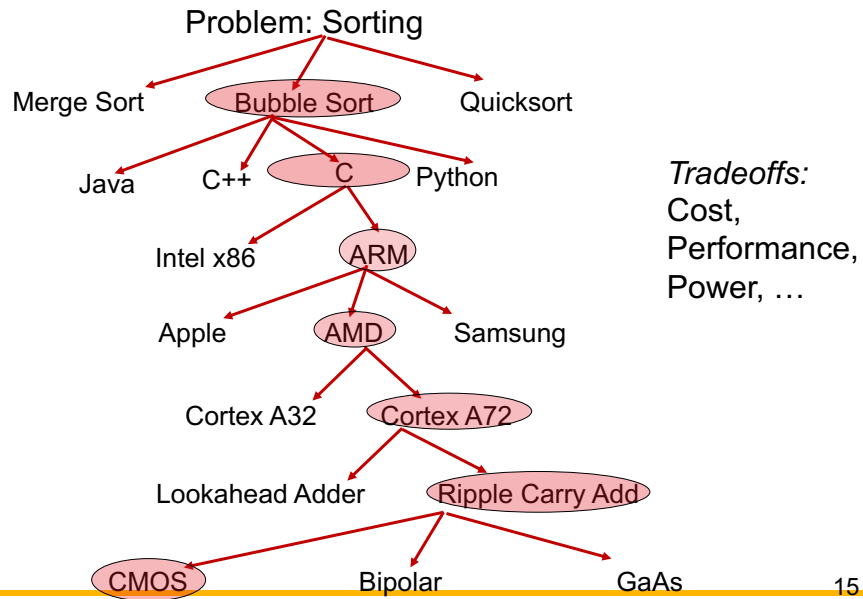 Problem: Sorting
Merge Sort
Bubble Sort
Quicksort
Java
C++
C
Python
Tradeoffs:
Cost,
Performance,
Power, …
Intel x86
ARM
Apple
AMD
Samsung
Cortex A32
Cortex A72
Lookahead Adder
Ripple Carry Add
CMOS
Bipolar
GaAs
15